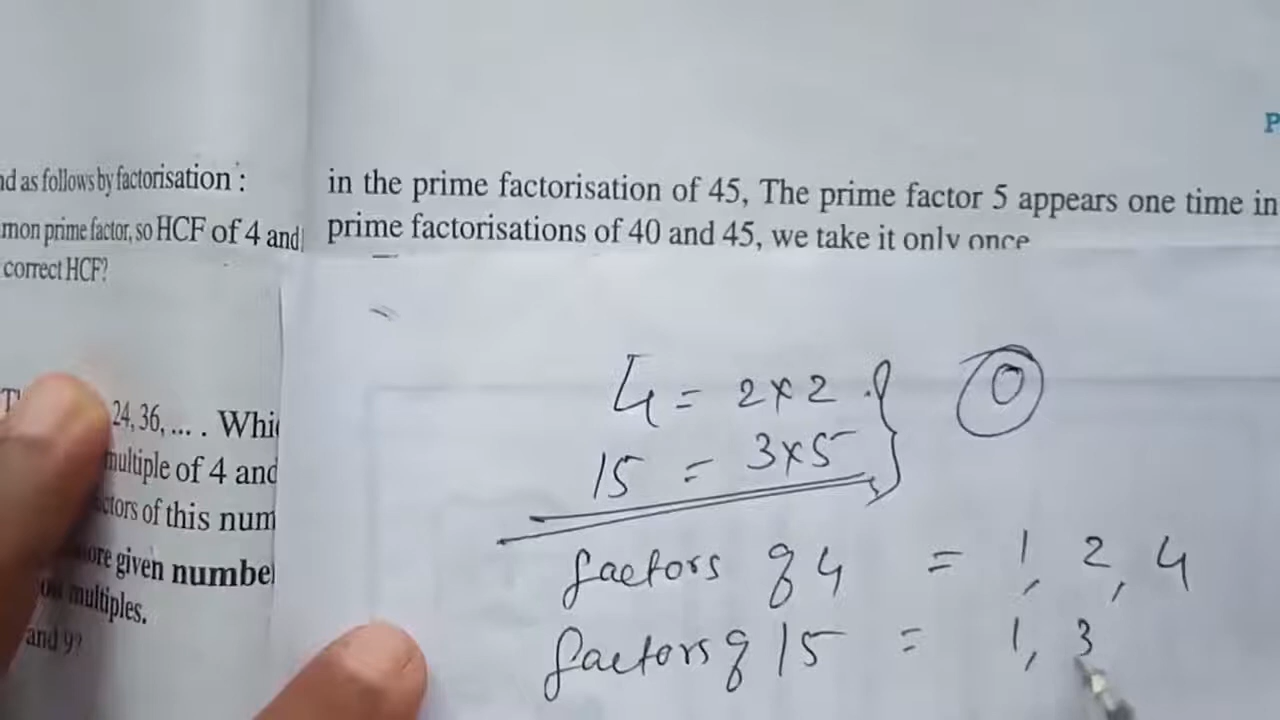 P
nd as follows by factorisation :
mon prime factor, so HCF of 4 and
correct HCF?
in the prime factorisation of 45, The prime factor 5 appears one time in
prime factorisations of 40 and 45, we take it only once
24, 36, ... . Whic
multiple of 4 and
ctors of this num
ore given number
multiples.
and 9?
4 = 2 x 2
15 = 3 x 5
0
factors of 4 = 1, 2, 4
factors of 15 = 1, 3